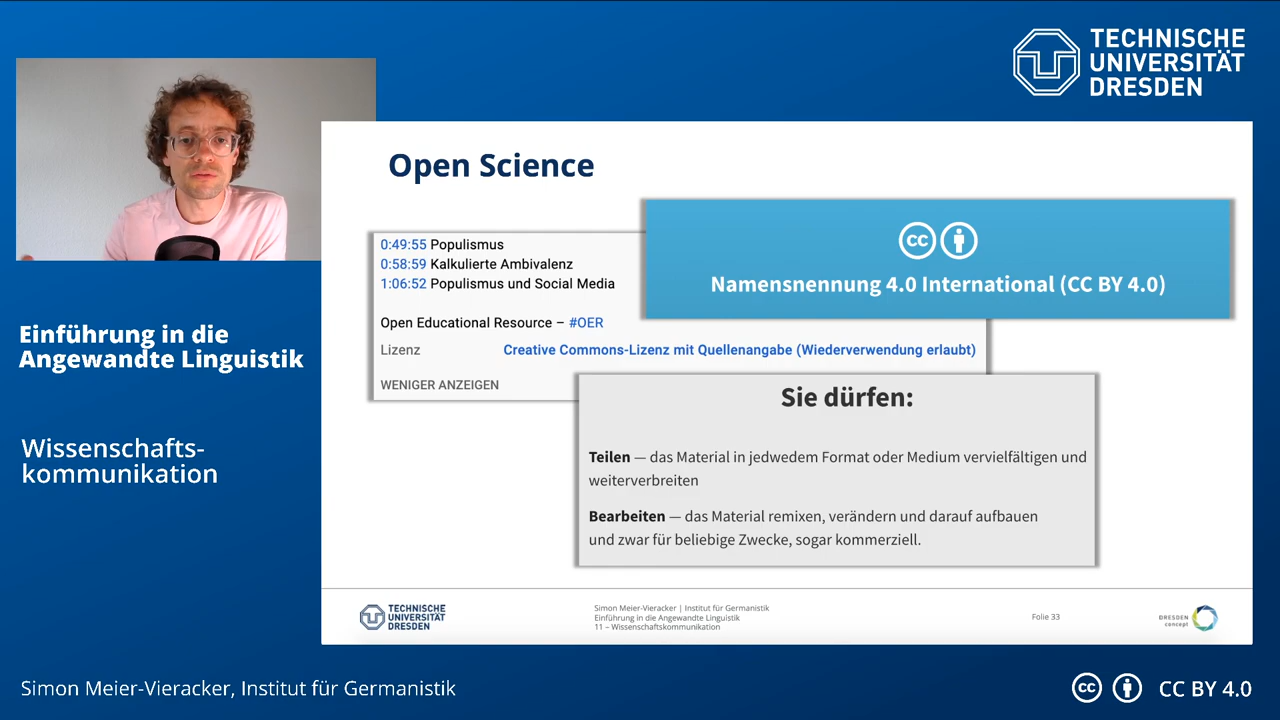 TECHNISCHE
UNIVERSITÄT
DRESDEN
Open Science
0:49:55 Populismus
0:58:59 Kalkulierte Ambivalenz
1:06:52 Populismus und Social Media
Open Educational Resource – #OER
Lizenz Creative Commons-Lizenz mit Quellenangabe (Wiederverwendung erlaubt)
WENIGER ANZEIGEN
cc
Namensnennung 4.0 International (CC BY 4.0)
Sie dürfen:
Teilen — das Material in jedwedem Format oder Medium vervielfältigen und
weiterverbreiten
Bearbeiten — das Material remixen, verändern und darauf aufbauen
und zwar für beliebige Zwecke, sogar kommerziell.
Einführung in die
Angewandte Linguistik
Wissenschafts-
kommunikation
TECHNISCHE
UNIVERSITÄT
DRESDEN
Simon Meier-Vieracker | Institut für Germanistik
Einführung in die Angewandte Linguistik
11 – Wissenschaftskommunikation
Folie 33
DRESDEN
concept
Simon Meier-Vieracker, Institut für Germanistik
cc CC BY 4.0